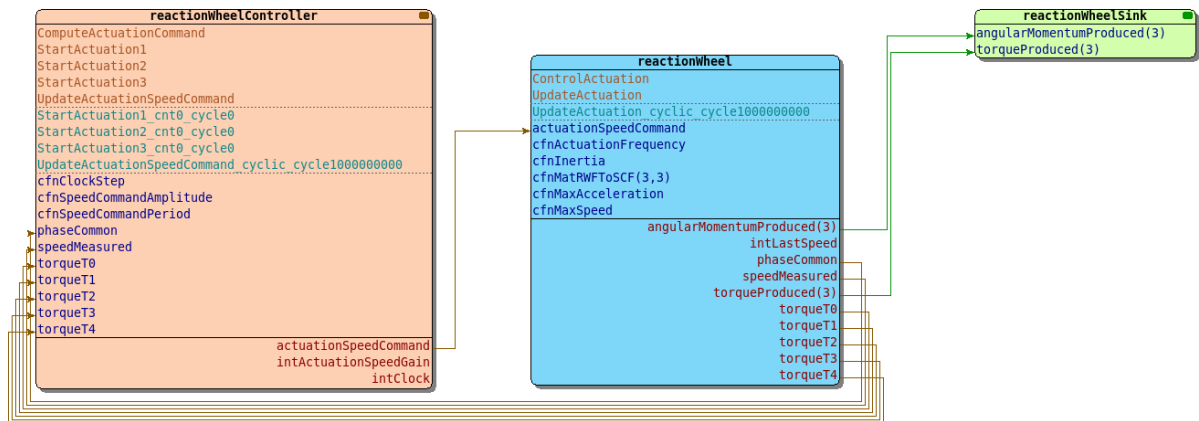 reactionWheelController
ComputeActuationCommand
StartActuation1
StartActuation2
StartActuation3
UpdateActuationSpeedCommand
StartActuation1_cnt0_cycle0
StartActuation2_cnt0_cycle0
StartActuation3_cnt0_cycle0
UpdateActuationSpeedCommand_cyclic_cycle1000000000
cfnClockStep
cfnSpeedCommandAmplitude
cfnSpeedCommandPeriod
phaseCommon
speedMeasured
torqueT0
torqueT1
torqueT2
torqueT3
torqueT4
actuationSpeedCommand
intActuationSpeedGain
intClock
reactionWheel
ControlActuation
UpdateActuation
UpdateActuation_cyclic_cycle1000000000
actuationSpeedCommand
cfnActuationFrequency
cfnInertia
cfnMatRWFToSCF(3,3)
cfnMaxAcceleration
cfnMaxSpeed
angularMomentumProduced(3)
intLastSpeed
phaseCommon
speedMeasured
torqueProduced(3)
torqueT0
torqueT1
torqueT2
torqueT3
torqueT4
reactionWheelSink
angularMomentumProduced(3)
torqueProduced(3)